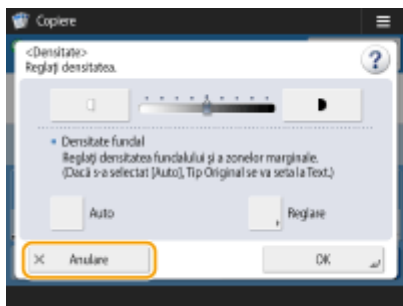 Copiere
<Densitate>
Reglați densitatea.
?
Densitate fundal
Reglați densitatea fundalului și a zonelor marginale.
(Dacă s-a selectat [Auto], Tip Original se va seta la Text.)
Auto
Reglare
Anulare
OK